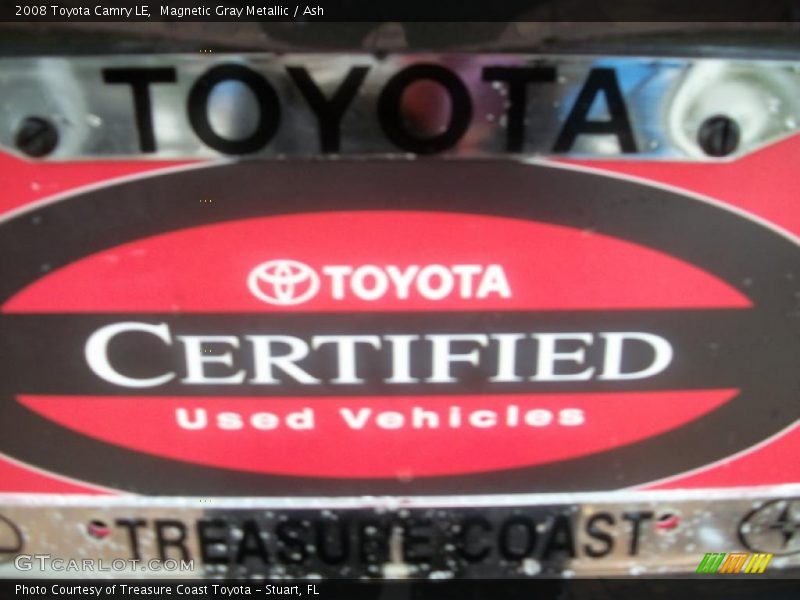 2008 Toyota Camry LE,  Magnetic Gray Metallic / Ash
TOYOTA
TOYOTA
CERTIFIED
Used Vehicles
TREASURE COAST
GTCARLOT.COM
Photo Courtesy of Treasure Coast Toyota - Stuart, FL